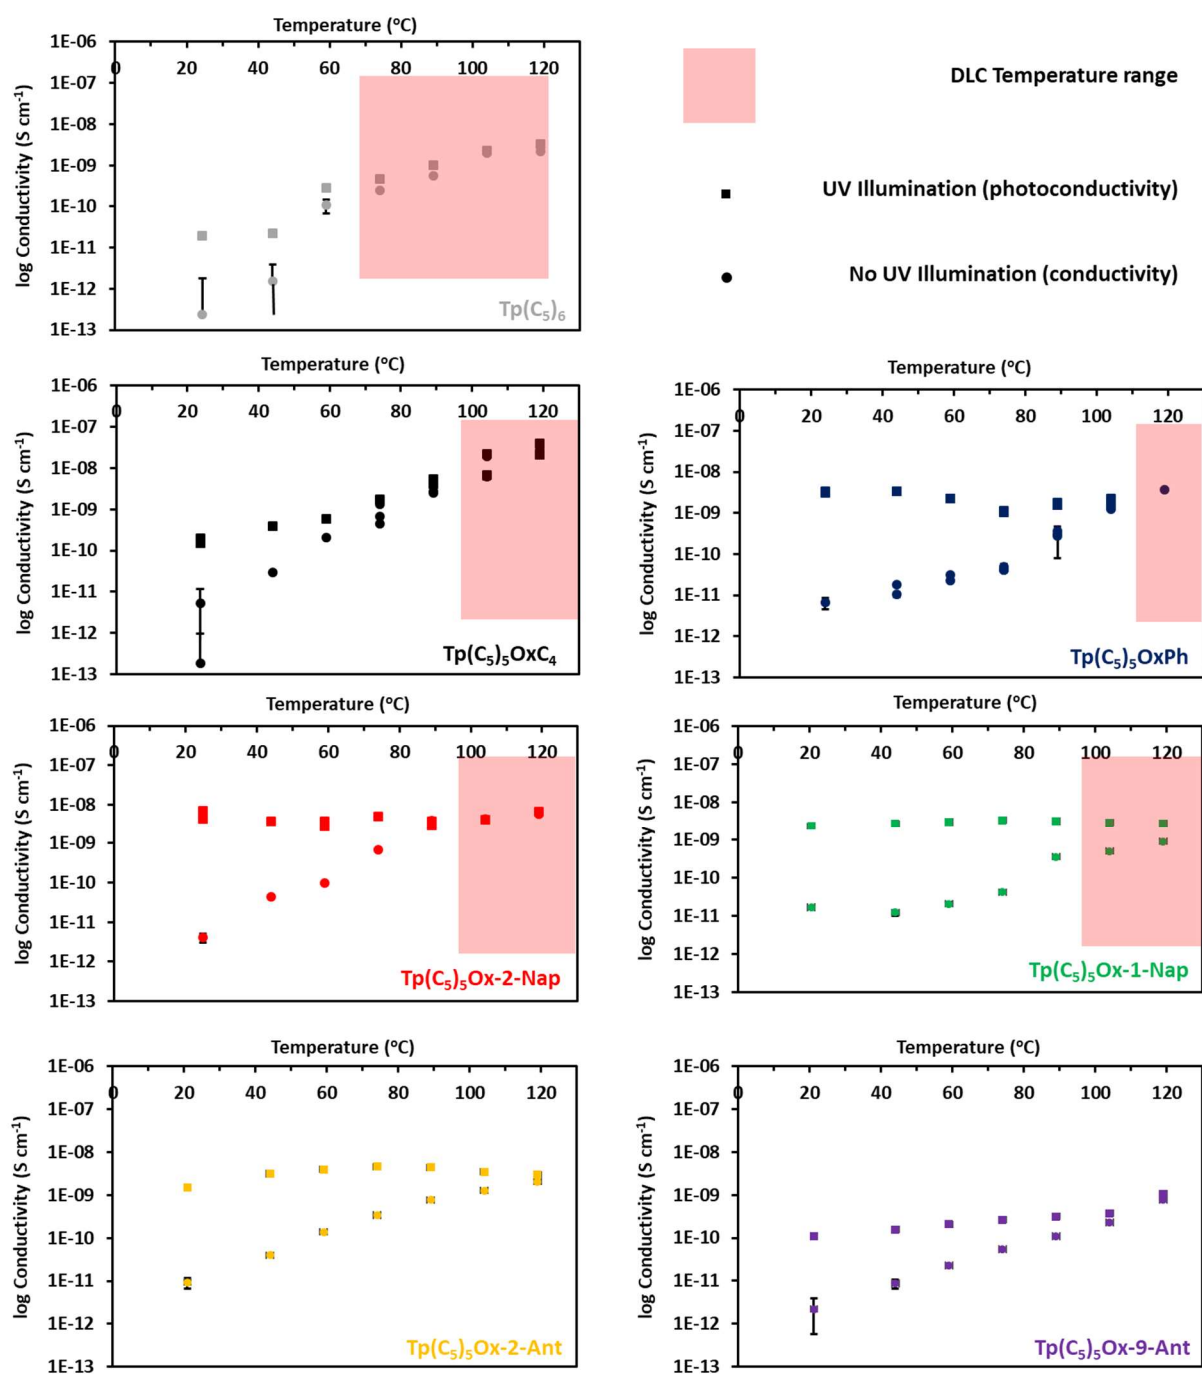 Temperature (°C)
1E-06
0 20 40 60 80 100 120
1E-07
1E-08
1E-09
1E-10
1E-11
1E-12
1E-13
log Conductivity (S cm⁻¹)
Tp(C₅)₆
DLC Temperature range
UV Illumination (photoconductivity)
No UV Illumination (conductivity)
Temperature (°C)
1E-06
0 20 40 60 80 100 120
1E-07
1E-08
1E-09
1E-10
1E-11
1E-12
1E-13
log Conductivity (S cm⁻¹)
Tp(C₅)₅OxC₄
Temperature (°C)
1E-06
0 20 40 60 80 100 120
1E-07
1E-08
1E-09
1E-10
1E-11
1E-12
1E-13
log Conductivity (S cm⁻¹)
Tp(C₅)₅OxPh
Temperature (°C)
1E-06
0 20 40 60 80 100 120
1E-07
1E-08
1E-09
1E-10
1E-11
1E-12
1E-13
log Conductivity (S cm⁻¹)
Tp(C₅)₅Ox-2-Nap
Temperature (°C)
1E-06
0 20 40 60 80 100 120
1E-07
1E-08
1E-09
1E-10
1E-11
1E-12
1E-13
log Conductivity (S cm⁻¹)
Tp(C₅)₅Ox-1-Nap
Temperature (°C)
1E-06
0 20 40 60 80 100 120
1E-07
1E-08
1E-09
1E-10
1E-11
1E-12
1E-13
log Conductivity (S cm⁻¹)
Tp(C₅)₅Ox-2-Ant
Temperature (°C)
1E-06
0 20 40 60 80 100 120
1E-07
1E-08
1E-09
1E-10
1E-11
1E-12
1E-13
log Conductivity (S cm⁻¹)
Tp(C₅)₅Ox-9-Ant